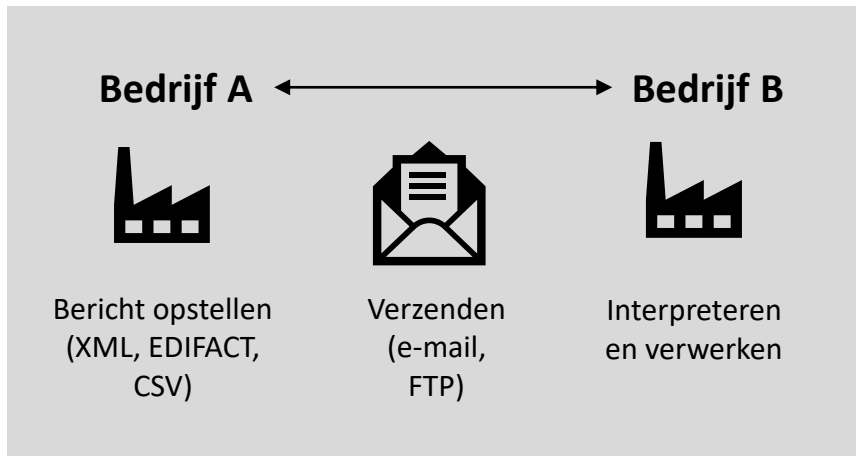 Bedrijf A
Bedrijf B
Bericht opstellen
(XML, EDIFACT,
CSV)
Verzenden
(e-mail,
FTP)
Interpreteren
en verwerken